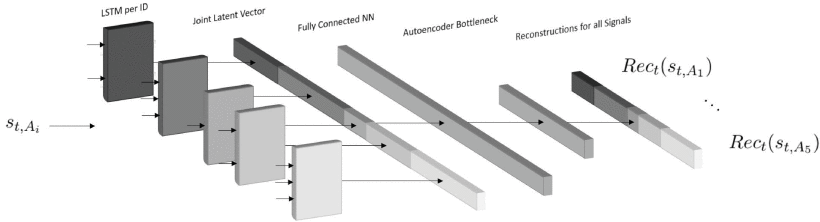 LSTM per ID
Joint Latent Vector
Fully Connected NN
Autoencoder Bottleneck
Reconstructions for all Signals
s_{t,A_i}
Rec_t(s_{t,A_1})
⋱
Rec_t(s_{t,A_5})